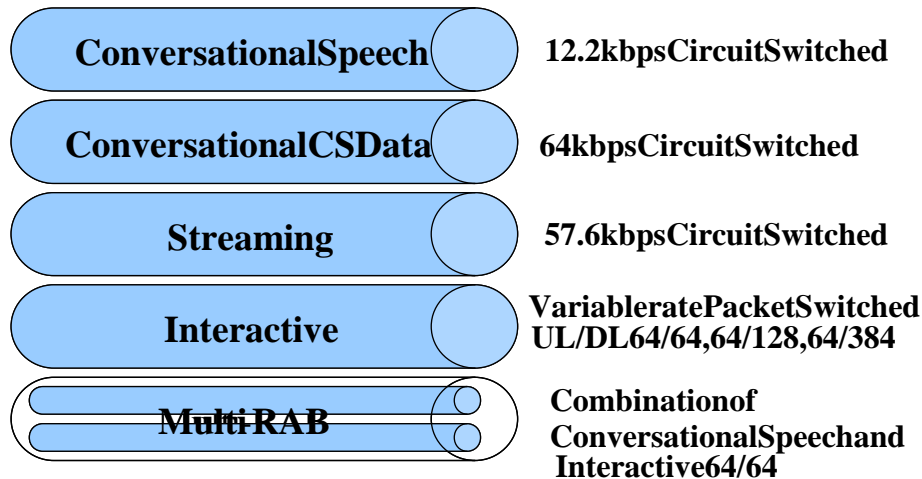 ConversationalSpeech
12.2kbpsCircuitSwitched
ConversationalCSData
64kbpsCircuitSwitched
Streaming
57.6kbpsCircuitSwitched
Interactive
VariableratePacketSwitched
UL/DL64/64,64/128,64/384
Multi-RAB
Combinationof
ConversationalSpeechand
Interactive64/64